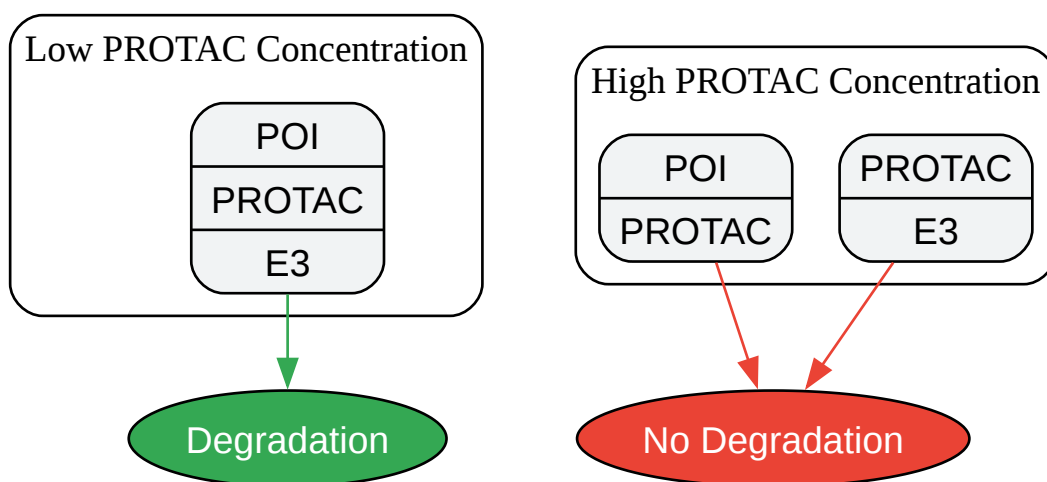 Low PROTAC Concentration
POI
PROTAC
E3
Degradation
High PROTAC Concentration
POI
PROTAC
PROTAC
E3
No Degradation